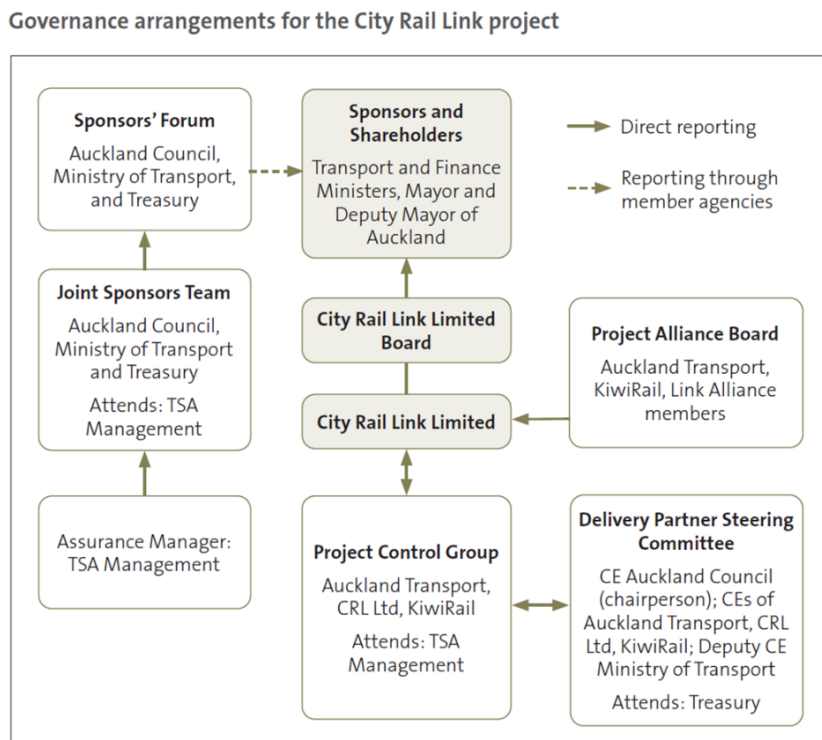 Governance arrangements for the City Rail Link project
Sponsors’ Forum
Auckland Council,
Ministry of Transport,
and Treasury
Sponsors and
Shareholders
Transport and Finance
Ministers, Mayor and
Deputy Mayor of
Auckland
Direct reporting
Reporting through
member agencies
Joint Sponsors Team
Auckland Council,
Ministry of Transport
and Treasury
Attends: TSA
Management
City Rail Link Limited
Board
City Rail Link Limited
Project Alliance Board
Auckland Transport,
KiwiRail, Link Alliance
members
Assurance Manager:
TSA Management
Project Control Group
Auckland Transport,
CRL Ltd, KiwiRail
Attends: TSA
Management
Delivery Partner Steering
Committee
CE Auckland Council
(chairperson); CEs of
Auckland Transport, CRL
Ltd, KiwiRail; Deputy CE
Ministry of Transport
Attends: Treasury